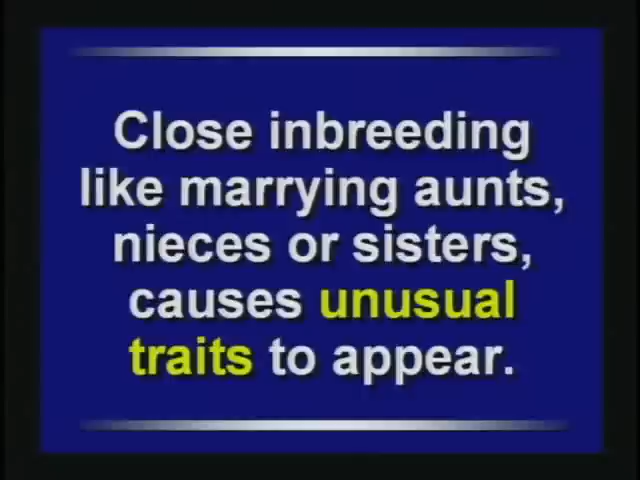 Close inbreeding
like marrying aunts,
nieces or sisters,
causes unusual
traits to appear.